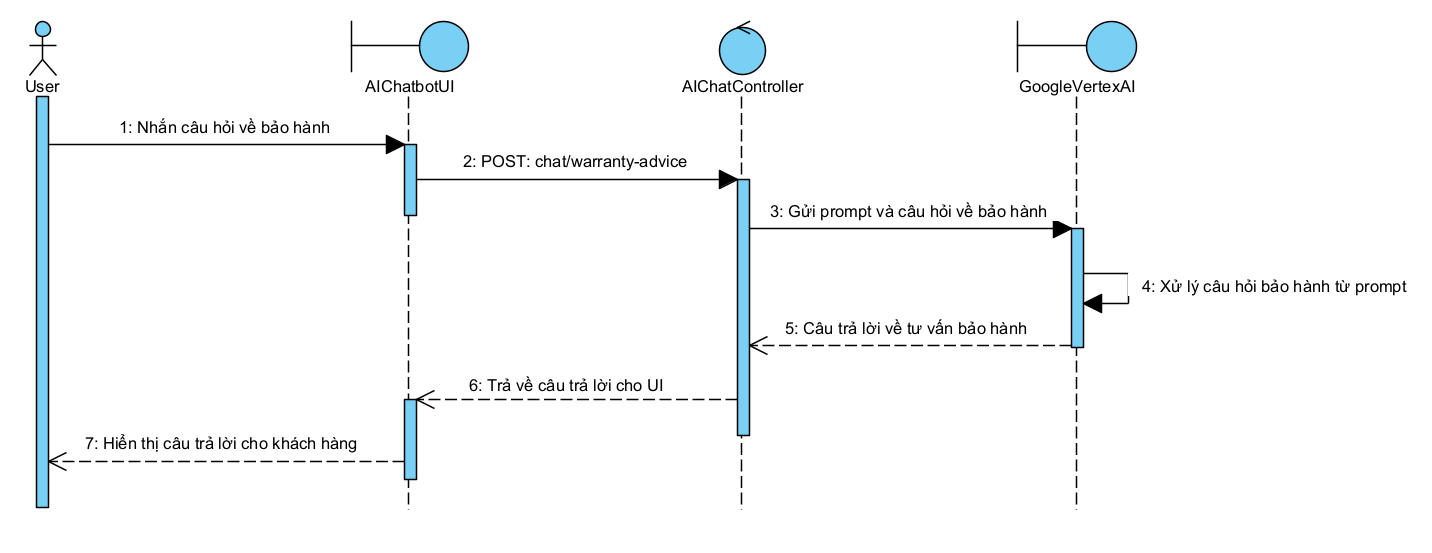 User
AIChatbotUI
AIChatController
GoogleVertexAI
1: Nhắn câu hỏi về bảo hành
2: POST: chat/warranty-advice
3: Gửi prompt và câu hỏi về bảo hành
4: Xử lý câu hỏi bảo hành từ prompt
5: Câu trả lời về tư vấn bảo hành
6: Trả về câu trả lời cho UI
7: Hiển thị câu trả lời cho khách hàng